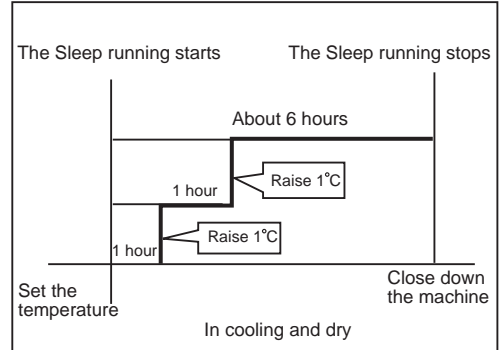 The Sleep running starts
The Sleep running stops
About 6 hours
1 hour
Raise 1°C
1 hour
Raise 1°C
Set the
temperature
Close down
the machine
In cooling and dry